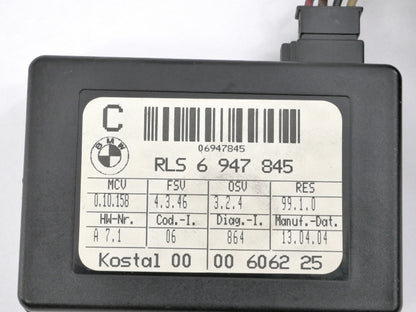 C
06947845
BMW
RLS 6 947 845
MCV FSV OSV RES
0.10.158 4.3.46 3.2.4 99.1.0
HW-Nr. Cod.-I. Diag.-I. Manuf.-Dat.
A 7.1 06 864 13.04.04
Kostal 00 00 6062 25